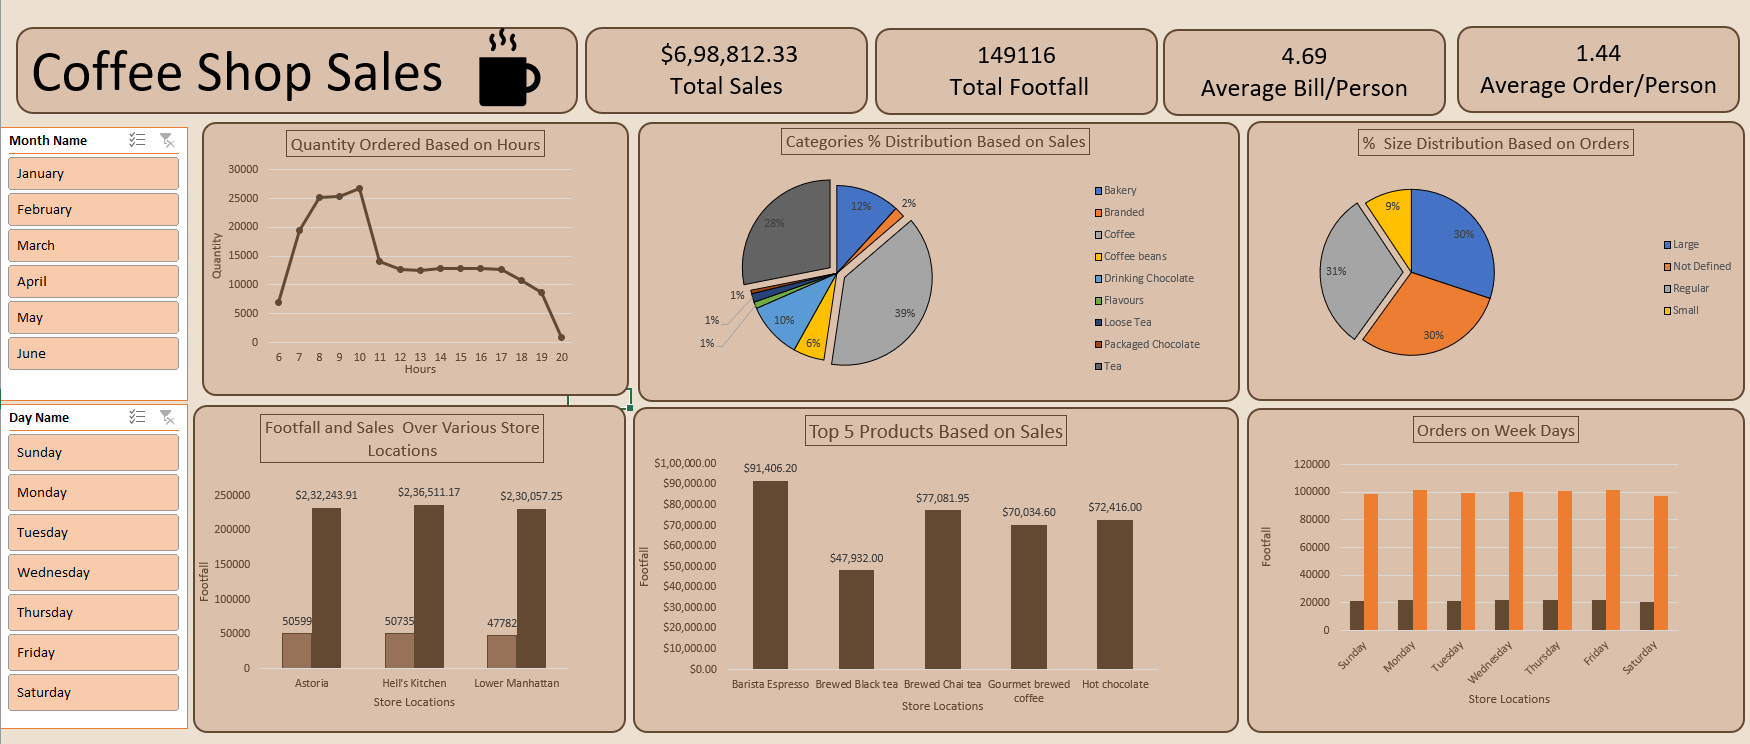 Coffee Shop Sales
$6,98,812.33
Total Sales
149116
Total Footfall
4.69
Average Bill/Person
1.44
Average Order/Person
Month Name
January
February
March
April
May
June
Day Name
Sunday
Monday
Tuesday
Wednesday
Thursday
Friday
Saturday
Quantity Ordered Based on Hours
30000
25000
20000
15000
10000
5000
0
Quantity
6 7 8 9 10 11 12 13 14 15 16 17 18 19 20
Hours
Categories % Distribution Based on Sales
12%
2%
39%
6%
10%
1%
1%
1%
28%
Bakery
Branded
Coffee
Coffee beans
Drinking Chocolate
Flavours
Loose Tea
Packaged Chocolate
Tea
% Size Distribution Based on Orders
30%
30%
31%
9%
Large
Not Defined
Regular
Small
Footfall and Sales Over Various Store
Locations
250000
200000
150000
100000
50000
0
Footfall
$2,32,243.91
$2,36,511.17
$2,30,057.25
50599
50735
47782
Astoria
Hell's Kitchen
Lower Manhattan
Store Locations
Top 5 Products Based on Sales
$1,00,000.00
$90,000.00
$80,000.00
$70,000.00
$60,000.00
$50,000.00
$40,000.00
$30,000.00
$20,000.00
$10,000.00
$0.00
Footfall
$91,406.20
$47,932.00
$77,081.95
$70,034.60
$72,416.00
Barista Espresso
Brewed Black tea
Brewed Chai tea
Gourmet brewed
coffee
Hot chocolate
Store Locations
Orders on Week Days
120000
100000
80000
60000
40000
20000
0
Footfall
Sunday
Monday
Tuesday
Wednesday
Thursday
Friday
Saturday
Store Locations